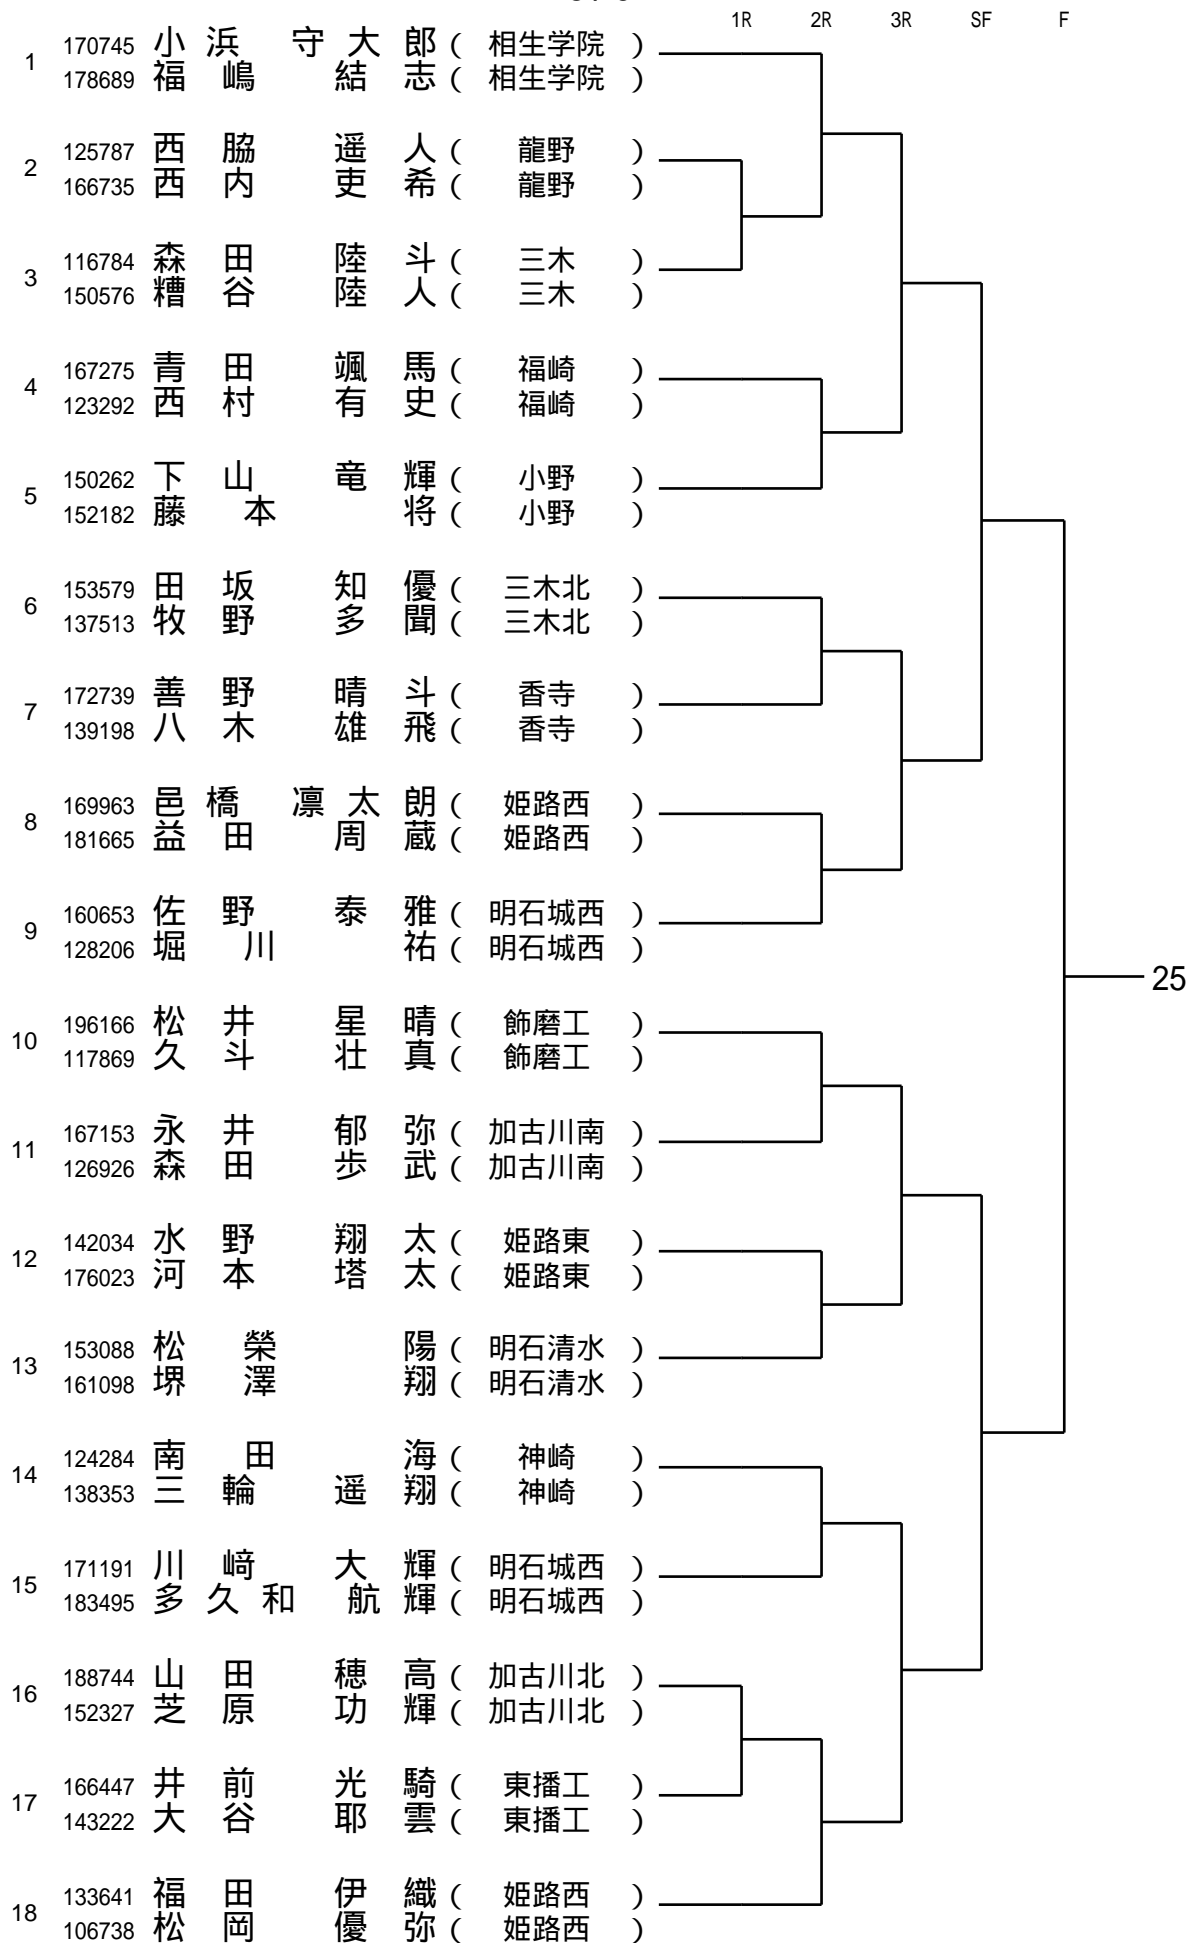 1R 2R 3R SF F
1 170745 小浜 守大郎 ( 相生学院 )
178689 福嶋 結志 ( 相生学院 )
2 125787 西脇 遥人 ( 龍野 )
166735 西内 吏希 ( 龍野 )
3 116784 森田 陸斗 ( 三木 )
150576 糟谷 陸人 ( 三木 )
4 167275 青田 颯馬 ( 福崎 )
123292 西村 有史 ( 福崎 )
5 150262 下山 竜輝 ( 小野 )
152182 藤本 将 ( 小野 )
6 153579 田坂 知優 ( 三木北 )
137513 牧野 多聞 ( 三木北 )
7 172739 善野 晴斗 ( 香寺 )
139198 八木 雄飛 ( 香寺 )
8 169963 邑橋 凛太朗 ( 姫路西 )
181665 益田 周蔵 ( 姫路西 )
9 160653 佐野 泰雅 ( 明石城西 )
128206 堀川 祐 ( 明石城西 )
25
10 196166 松井 星晴 ( 飾磨工 )
117869 久斗 壮真 ( 飾磨工 )
11 167153 永井 郁弥 ( 加古川南 )
126926 森田 歩武 ( 加古川南 )
12 142034 水野 翔太 ( 姫路東 )
176023 河本 塔太 ( 姫路東 )
13 153088 松榮 陽 ( 明石清水 )
161098 堺澤 翔 ( 明石清水 )
14 124284 南田 海 ( 神崎 )
138353 三輪 遥翔 ( 神崎 )
15 171191 川﨑 大輝 ( 明石城西 )
183495 多久和 航輝 ( 明石城西 )
16 188744 山田 穂高 ( 加古川北 )
152327 芝原 功輝 ( 加古川北 )
17 166447 井前 光騎 ( 東播工 )
143222 大谷 耶雲 ( 東播工 )
18 133641 福田 伊織 ( 姫路西 )
106738 松岡 優弥 ( 姫路西 )